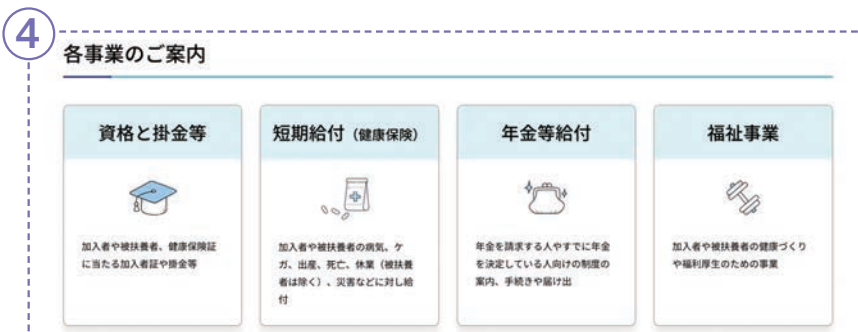 ④
各事業のご案内
資格と掛金等
加入者や被扶養者、健康保険証
に当たる加入者証や掛金等
短期給付（健康保険）
加入者や被扶養者の病気、ケ
ガ、出産、死亡、休業（被扶養
者は除く）、災害などに対し給
付
年金等給付
年金を請求する人やすでに年金
を決定している人向けの制度の
案内、手続きや届け出
福祉事業
加入者や被扶養者の健康づくり
や福利厚生のための事業